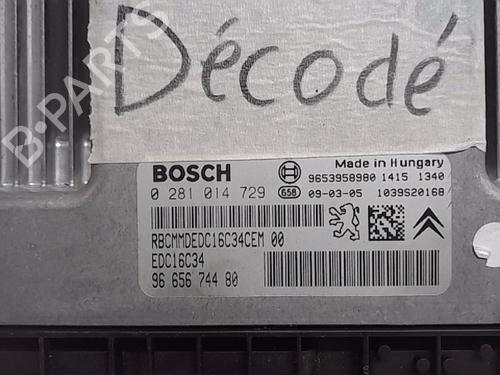 Décodé
B-PARTS
BOSCH
Made in Hungary
0 281 014 729
9653958980 1415 1340
658
09-03-05
1039S20168
RBCMMDEDC16C34CEM 00
EDC16C34
96 656 744 80